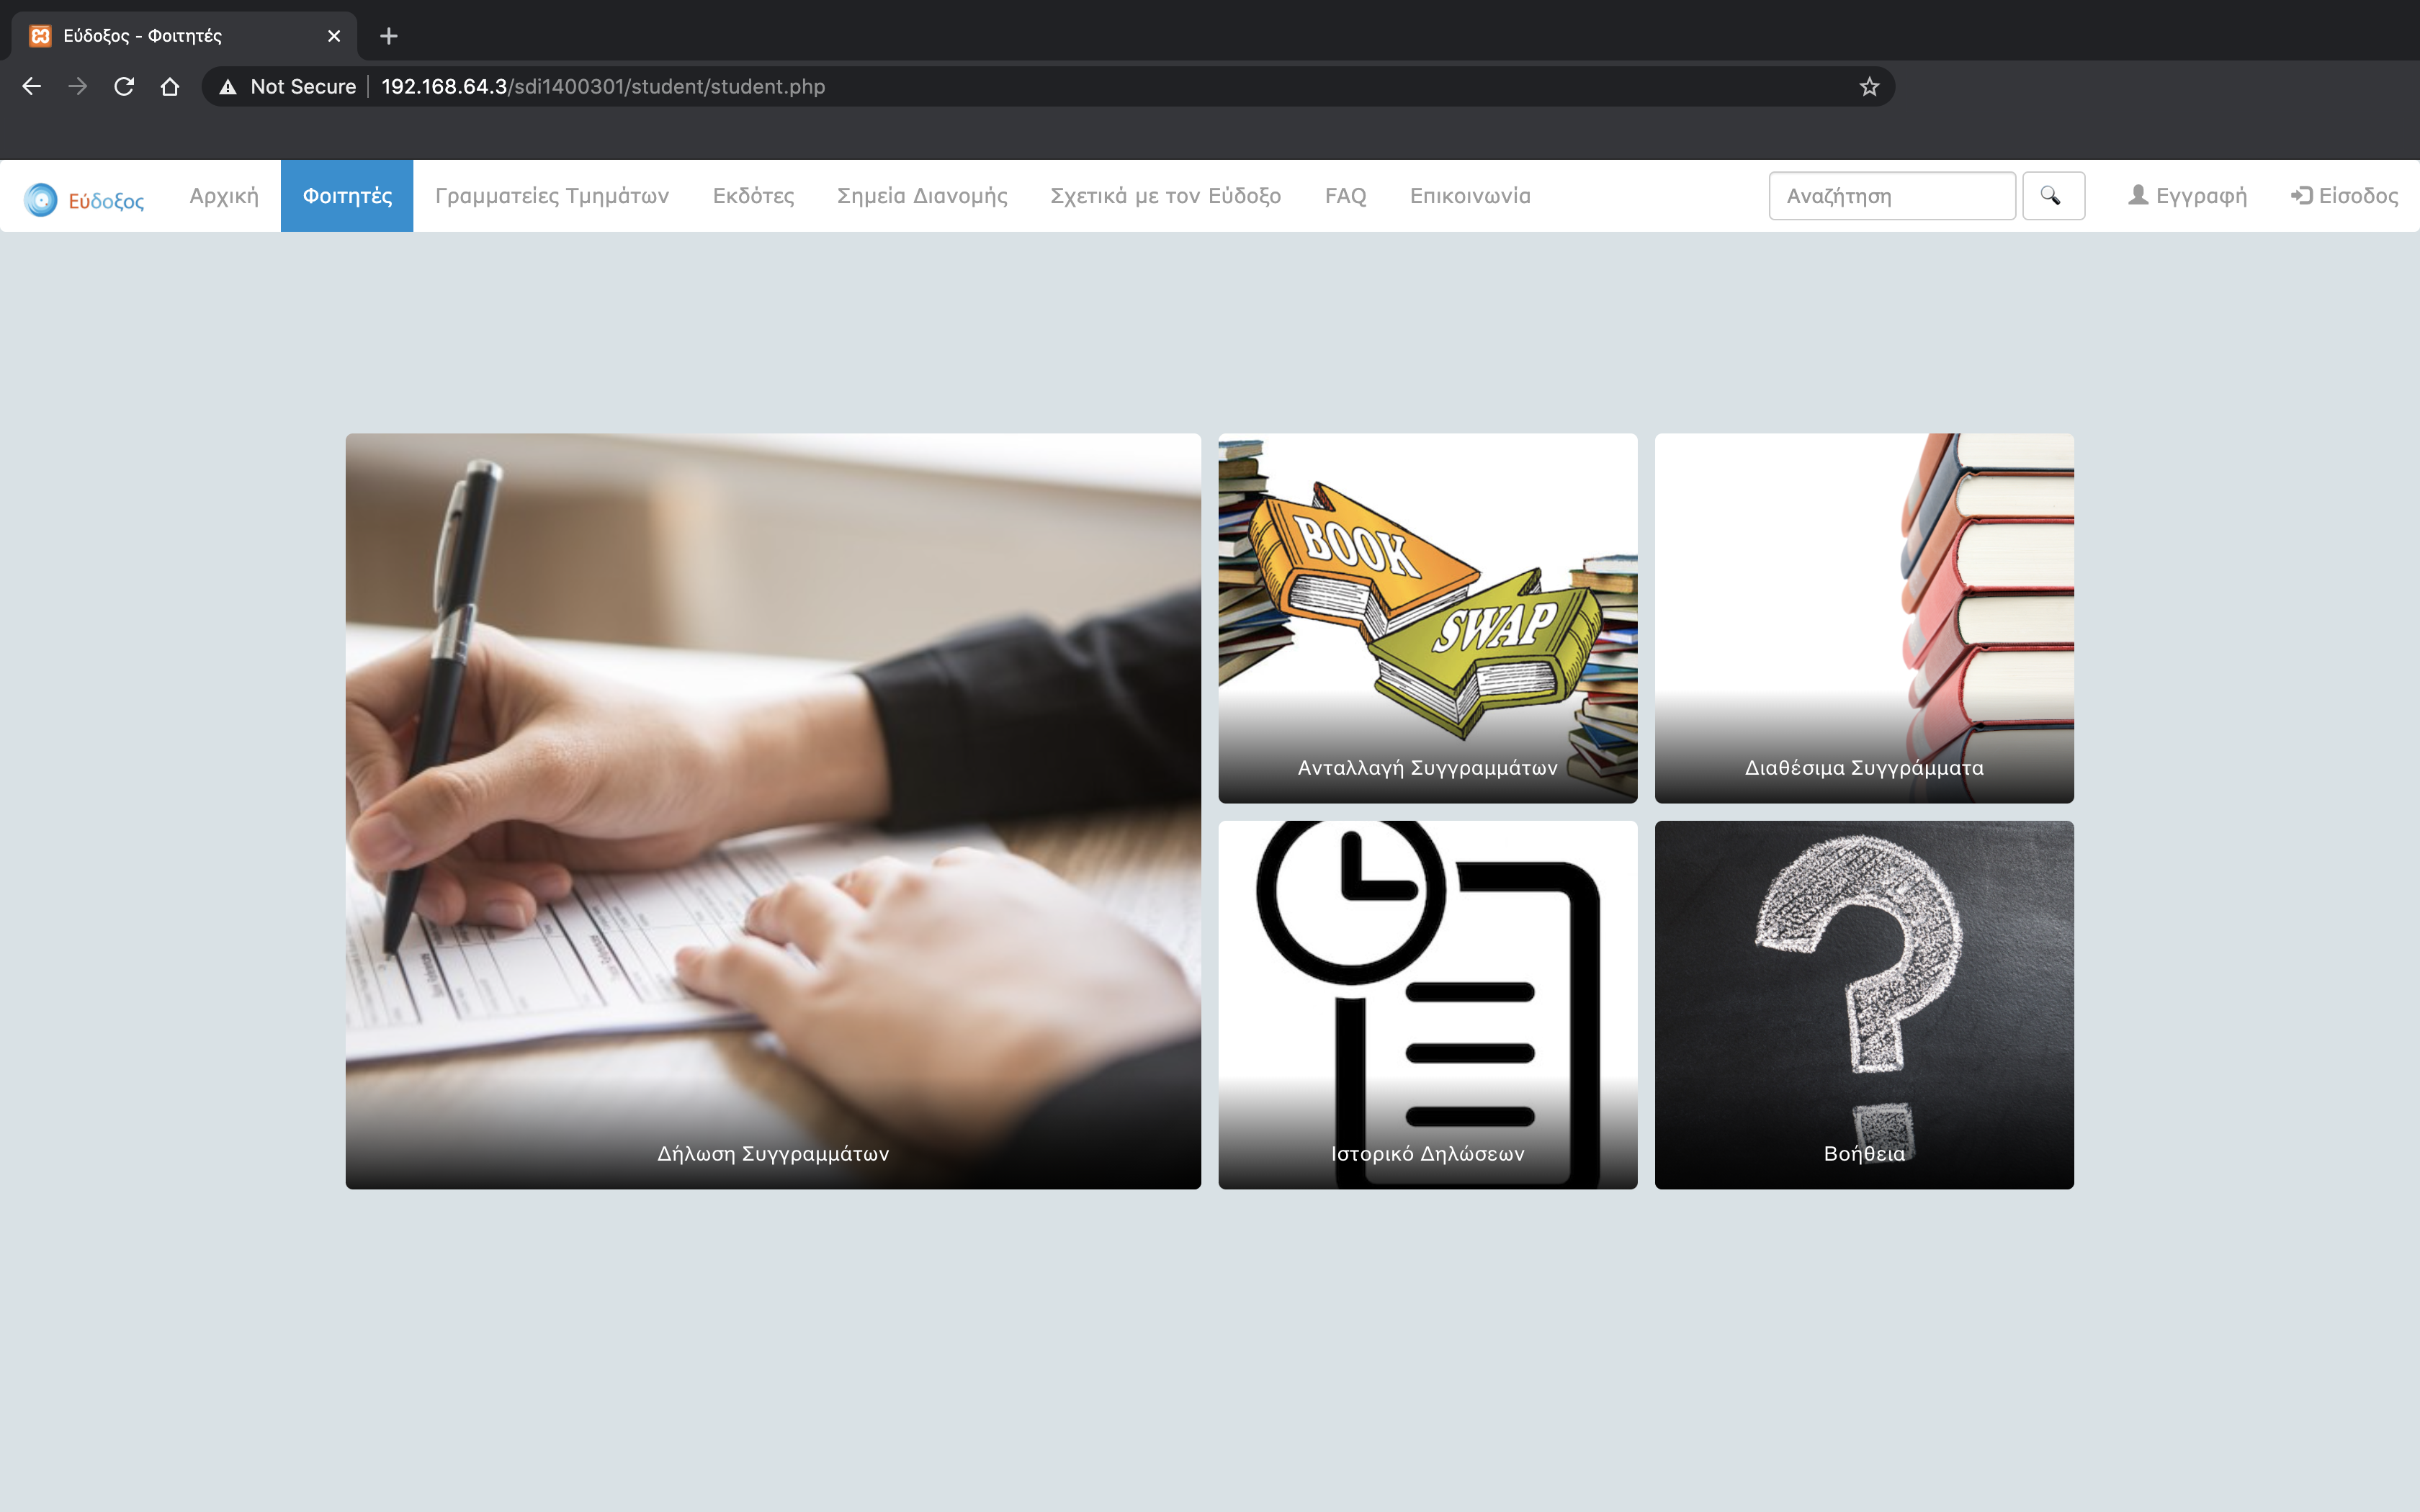 Εύδοξος - Φοιτητές
Not Secure | 192.168.64.3/sdi1400301/student/student.php
Εύδοξος Αρχική Φοιτητές Γραμματείες Τμημάτων Εκδότες Σημεία Διανομής Σχετικά με τον Εύδοξο FAQ Επικοινωνία Αναζήτηση Εγγραφή Είσοδος
BOOK
SWAP
Ανταλλαγή Συγγραμμάτων
Διαθέσιμα Συγγράμματα
Δήλωση Συγγραμμάτων
Ιστορικό Δηλώσεων
Βοήθεια